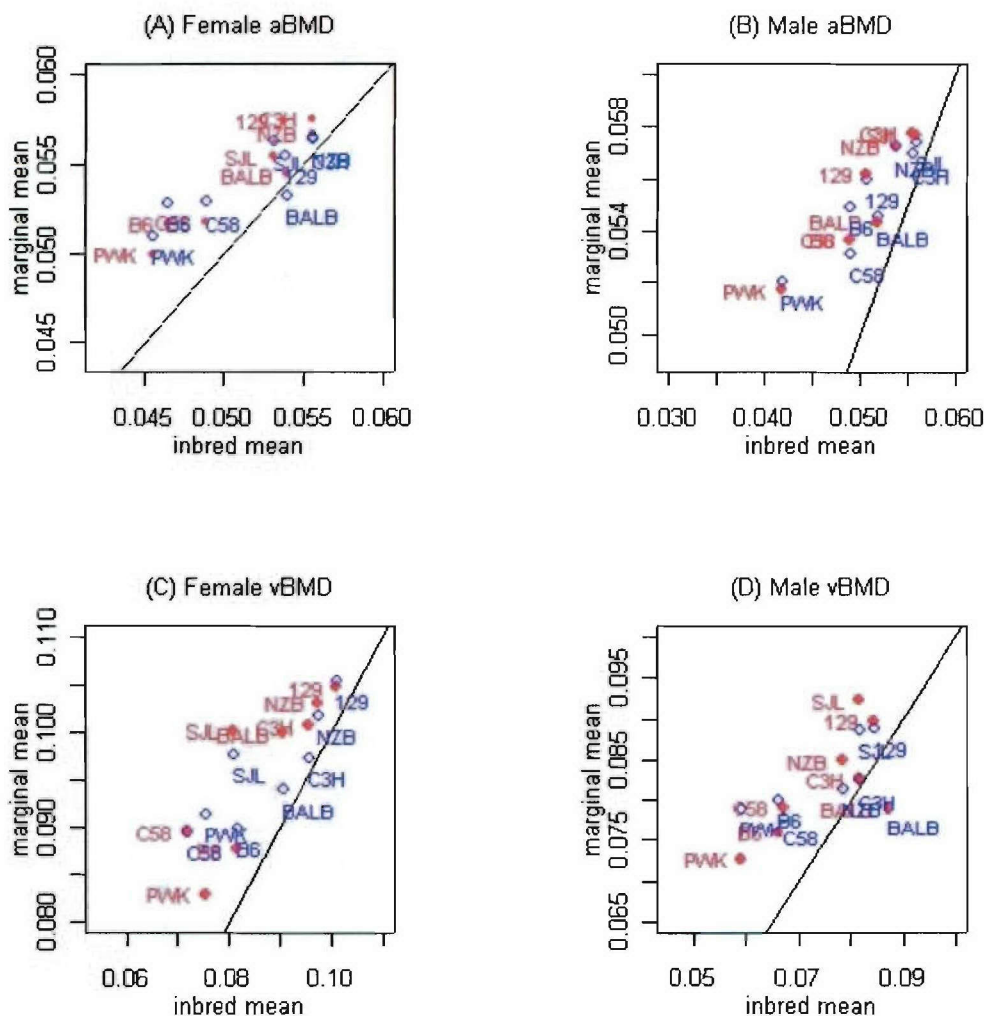 (A) Female aBMD
marginal mean
0.060
0.055
0.050
0.045
129
C3H
NZB
SJL
BALB
B6
PWK
SJL
NZB
129
BALB
B6
C58
PWK
0.045 0.050 0.055 0.060
inbred mean
(B) Male aBMD
marginal mean
0.058
0.054
0.050
C3H
NZB
129
BALB
C58
PWK
SJL
NZB
C3H
129
B6
BALB
C58
PWK
0.030 0.040 0.050 0.060
inbred mean
(C) Female vBMD
marginal mean
0.110
0.100
0.090
0.080
129
NZB
C3H
SJL
BALB
C58
PWK
129
NZB
SJL
C3H
BALB
PWK
C58
B6
0.06 0.08 0.10
inbred mean
(D) Male vBMD
marginal mean
0.095
0.085
0.075
0.065
SJL
129
NZB
C3H
BALB
C58
B6
PWK
129
SJL
C3H
NZB
BALB
B6
PWK
C58
0.05 0.07 0.09
inbred mean